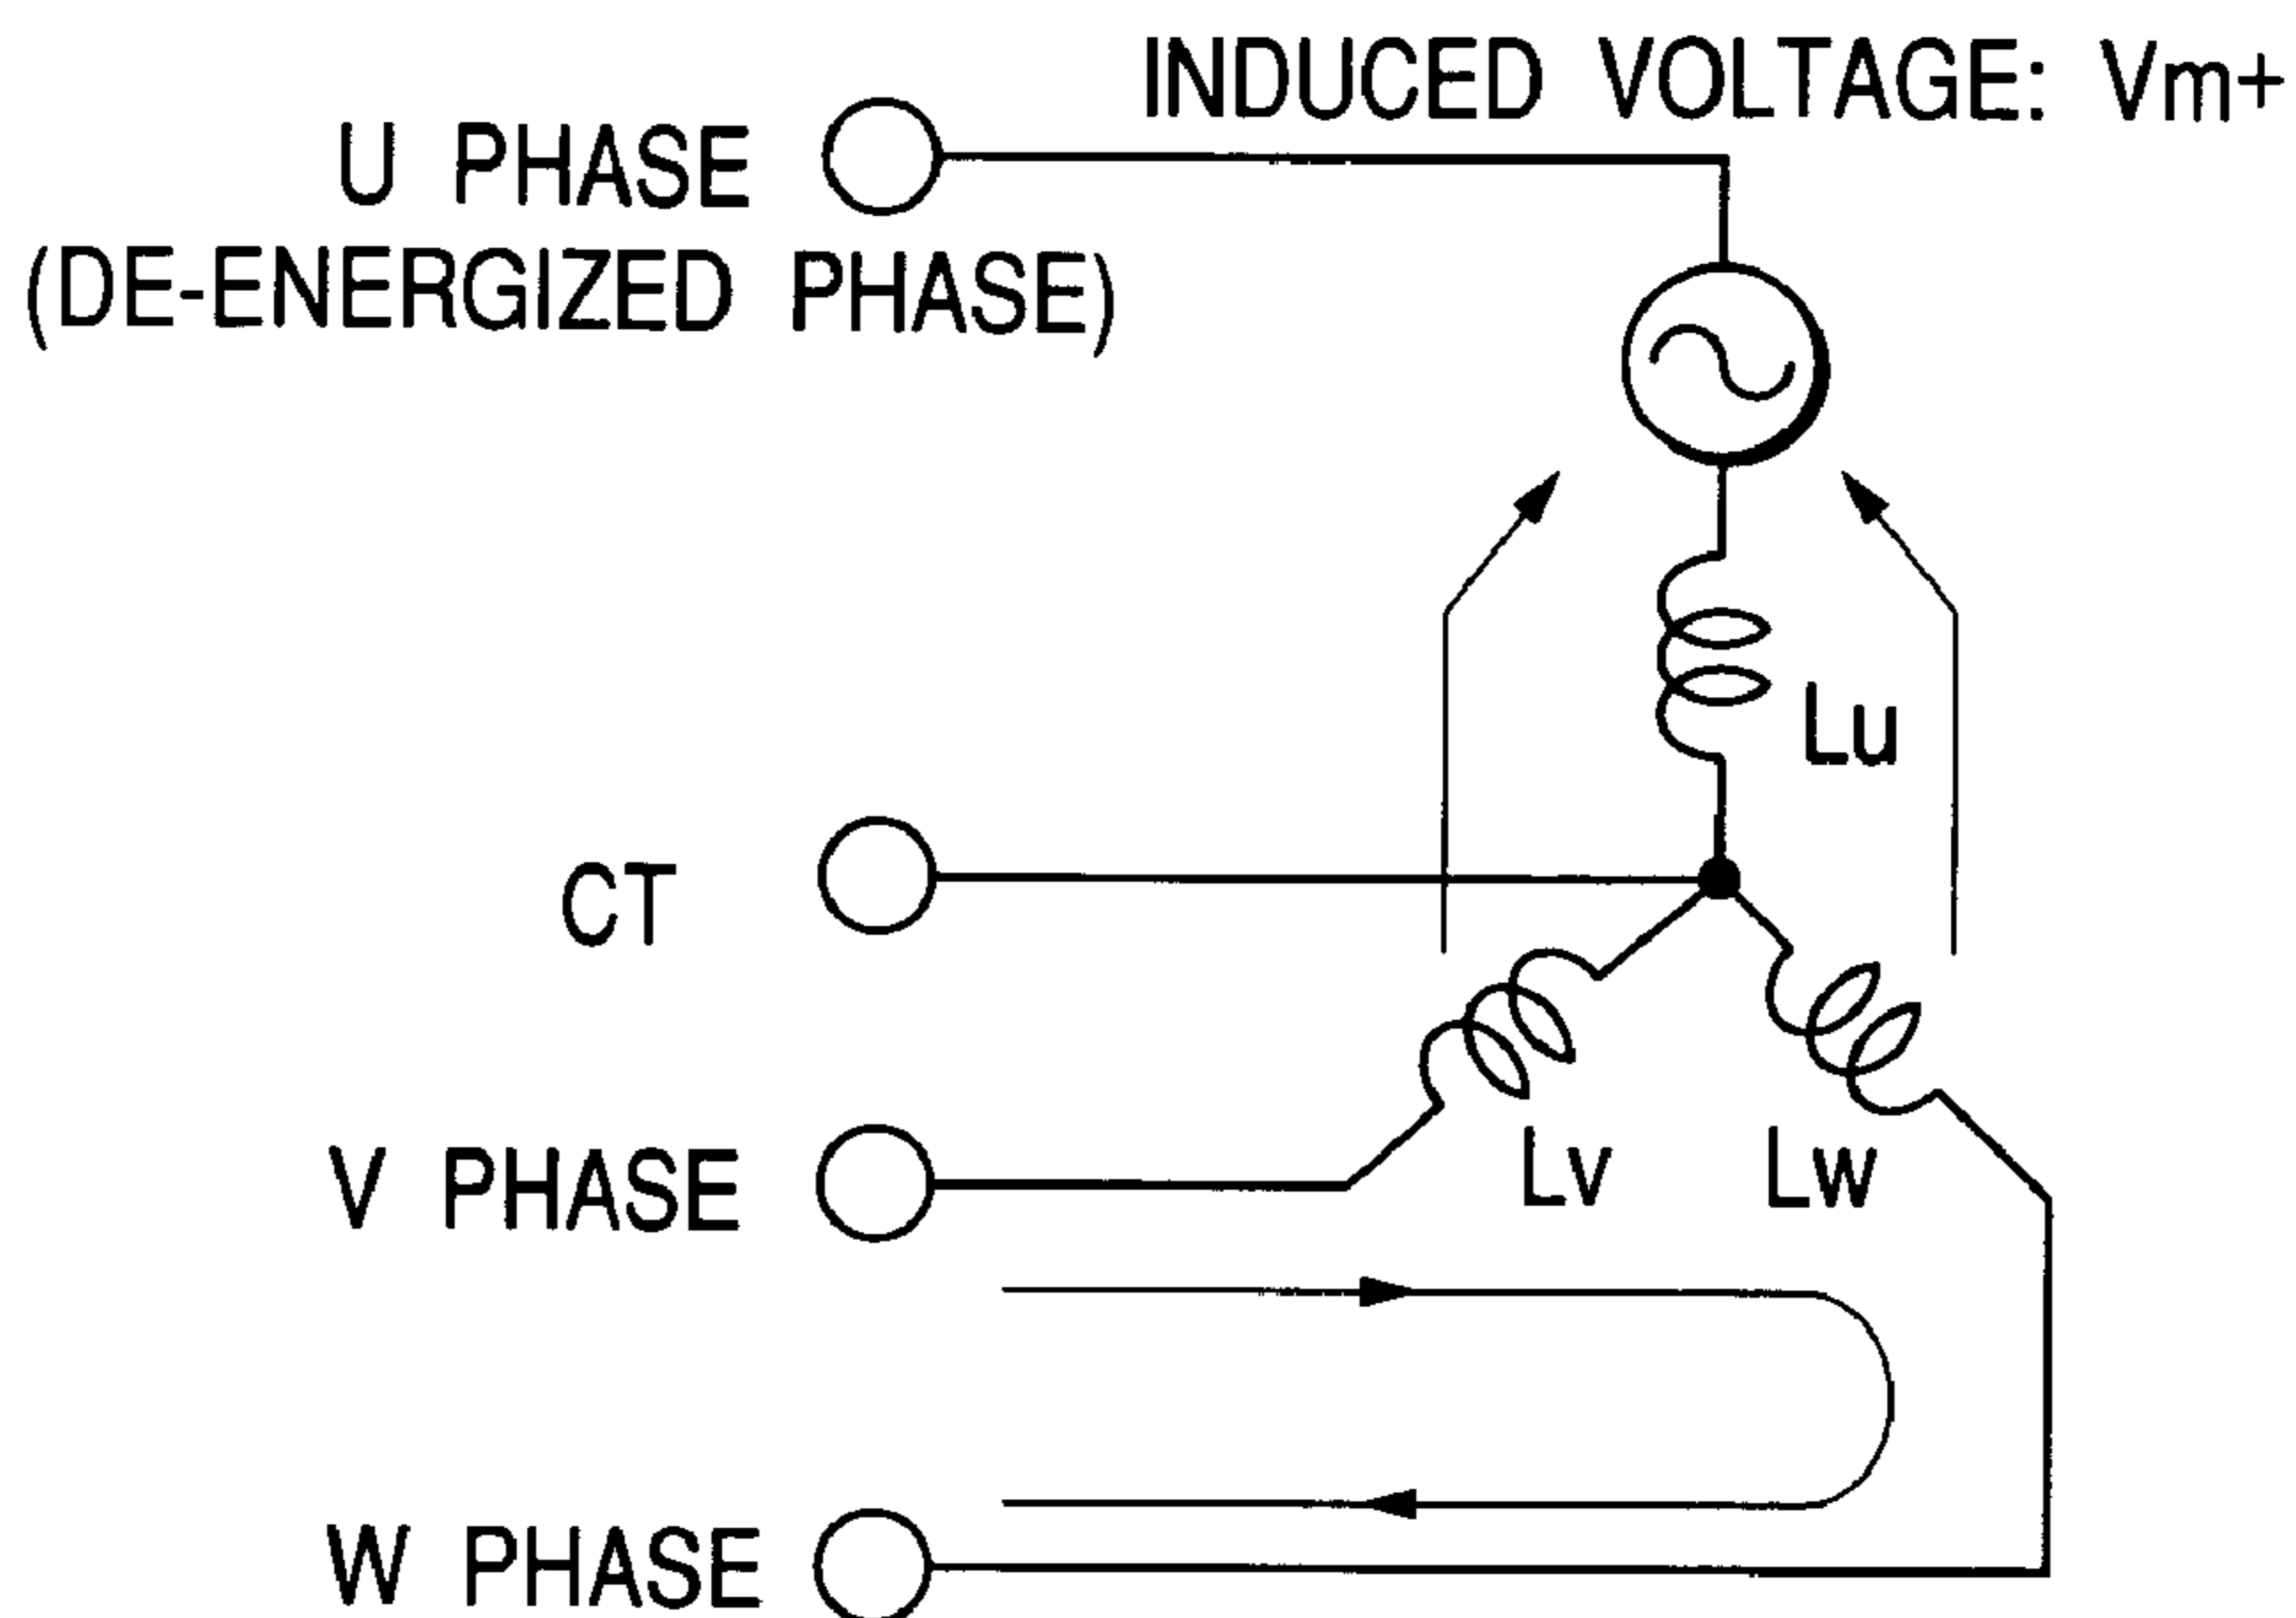 INDUCED VOLTAGE: Vm+
U PHASE
(DE-ENERGIZED PHASE)
Lu
CT
V PHASE
Lv
Lw
W PHASE